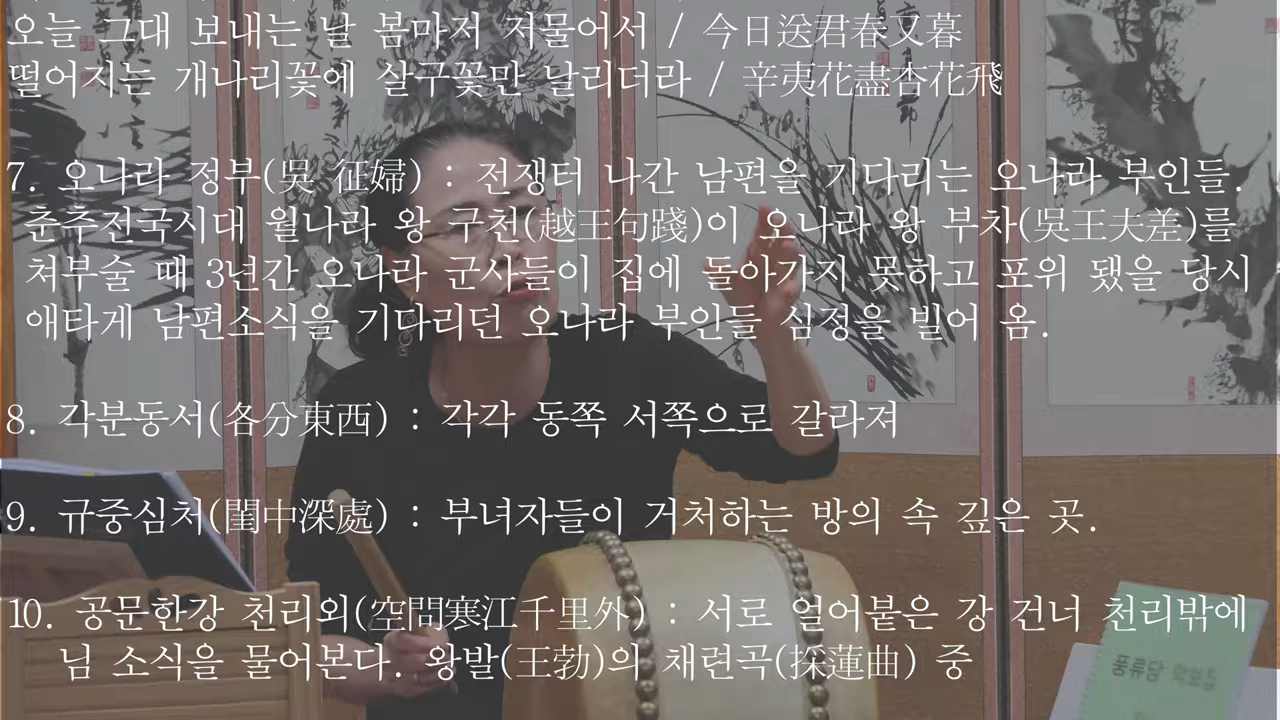 오늘 그대 보내는 날 봄마저 저물어서 / 今日送君春又暮
떨어지는 개나리꽃에 살구꽃만 날리더라 / 辛夷花盡杏花飛
7. 오나라 정부(吳 征婦) : 전쟁터 나간 남편을 기다리는 오나라 부인들.
춘추전국시대 월나라 왕 구천(越王句踐)이 오나라 왕 부차(吳王夫差)를
쳐부술 때 3년간 오나라 군사들이 집에 돌아가지 못하고 포위 됐을 당시
애타게 남편소식을 기다리던 오나라 부인들 심정을 빌어 옴.
8. 각분동서(各分東西) : 각각 동쪽 서쪽으로 갈라져
9. 규중심처(閨中深處) : 부녀자들이 거처하는 방의 속 깊은 곳.
10. 공문한강 천리외(空問寒江千里外) : 서로 얼어붙은 강 건너 천리밖에
님 소식을 물어본다. 왕발(王勃)의 채련곡(採蓮曲) 중
풍류당 악보집